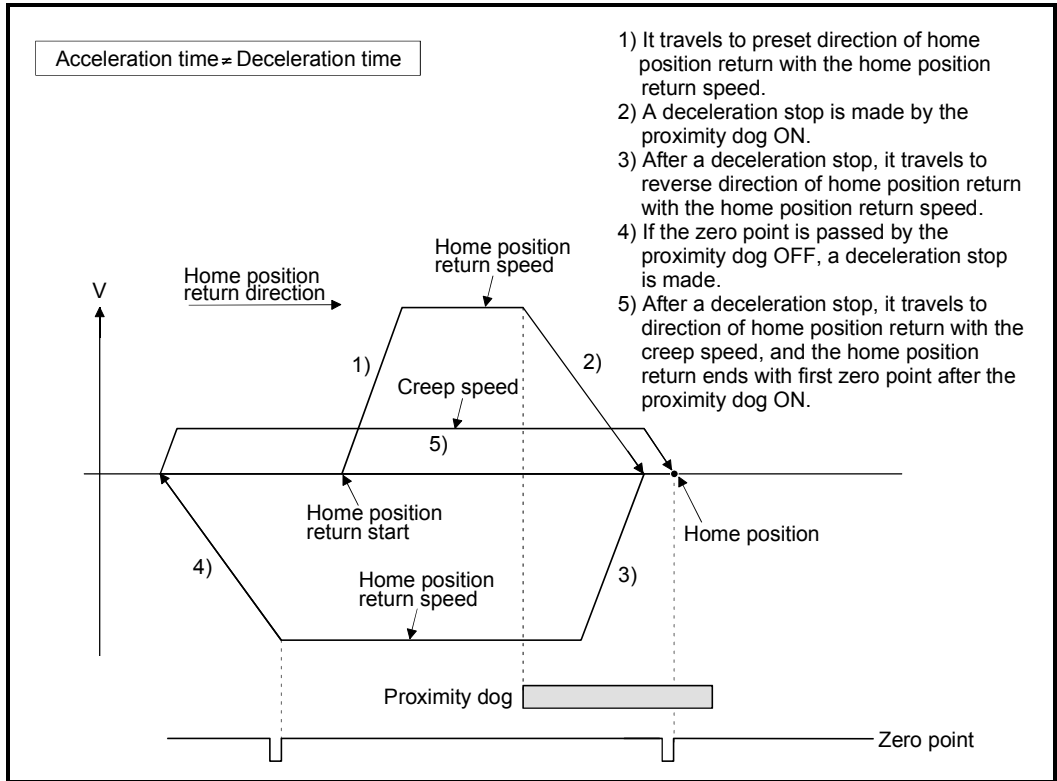 Acceleration time ≠ Deceleration time
1) It travels to preset direction of home
position return with the home position
return speed.
2) A deceleration stop is made by the
proximity dog ON.
3) After a deceleration stop, it travels to
reverse direction of home position return
with the home position return speed.
4) If the zero point is passed by the
proximity dog OFF, a deceleration stop
is made.
5) After a deceleration stop, it travels to
direction of home position return with the
creep speed, and the home position
return ends with first zero point after the
proximity dog ON.
V
Home position
return direction
Home position
return speed
1)
2)
Creep speed
5)
Home position
return start
Home position
4)
Home position
return speed
3)
Proximity dog
Zero point